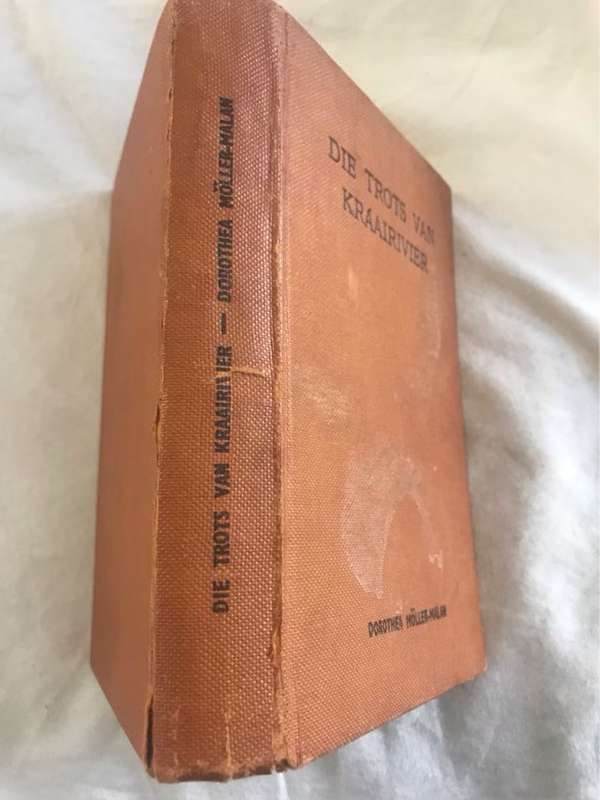 DIE TROTS VAN KRAAIRIVIER — DOROTHEA MÖLLER-MALAN
DIE TROTS VAN
KRAAIRIVIER
DOROTHEA MÖLLER-MALAN